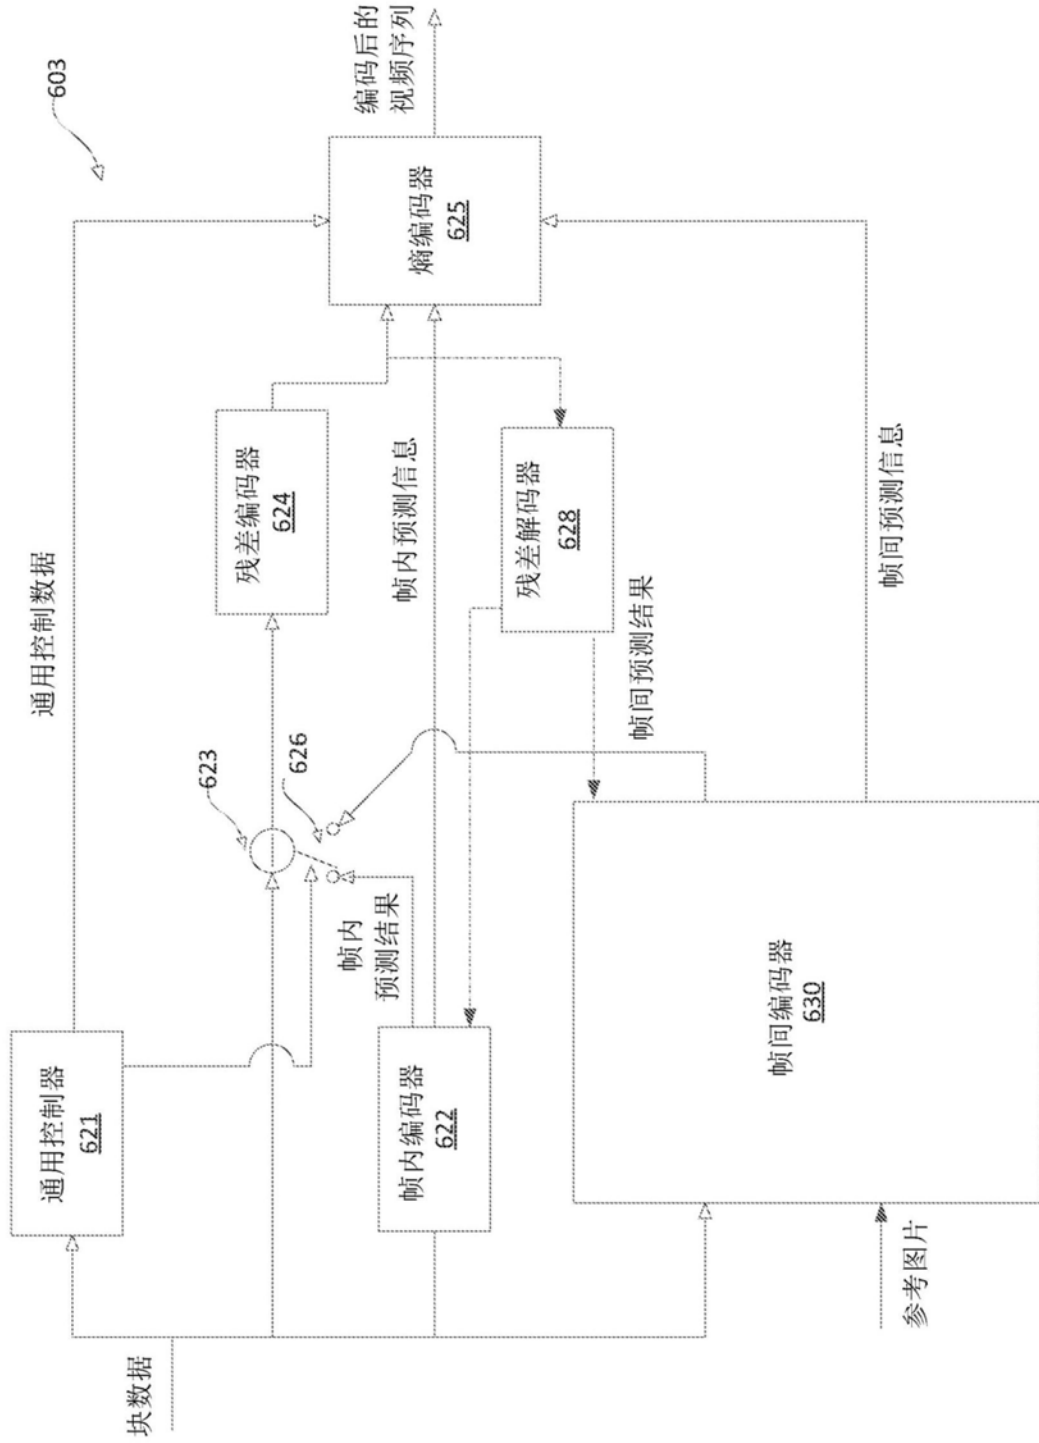 603
编码后的
视频序列
通用控制数据
通用控制器
621
块数据
623
626
残差编码器
624
熵编码器
625
帧内
预测结果
帧内预测信息
帧内编码器
622
残差解码器
628
帧间预测结果
帧间编码器
630
帧间预测信息
参考图片